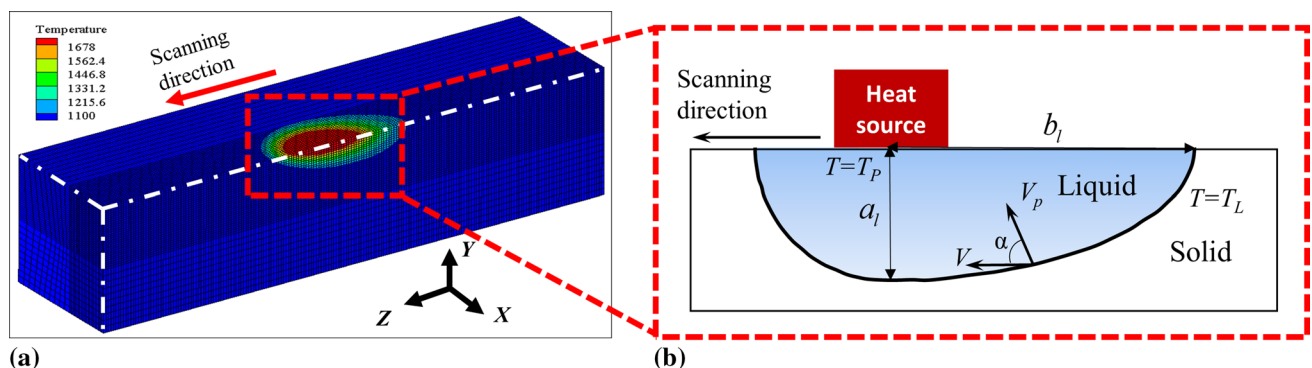 Temperature
1678
1562.4
1446.8
1331.2
1215.6
1100
Scanning
direction
Y
Z
X
(a)
Scanning
direction
Heat
source
b_l
T=T_P
Liquid
a_l
V_p
T=T_L
α
V
Solid
(b)